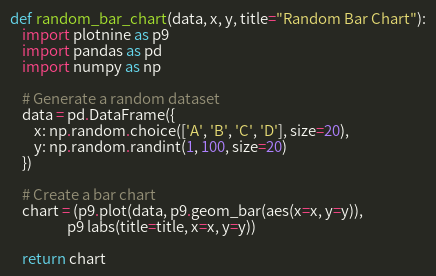 def random_bar_chart(data, x, y, title="Random Bar Chart"):
import plotnine as p9
import pandas as pd
import numpy as np
# Generate a random dataset
data = pd.DataFrame({
x: np.random.choice(['A', 'B', 'C', 'D'], size=20),
y: np.random.randint(1, 100, size=20)
})
# Create a bar chart
chart = (p9.plot(data, p9.geom_bar(aes(x=x, y=y)),
p9 labs(title=title, x=x, y=y))
return chart